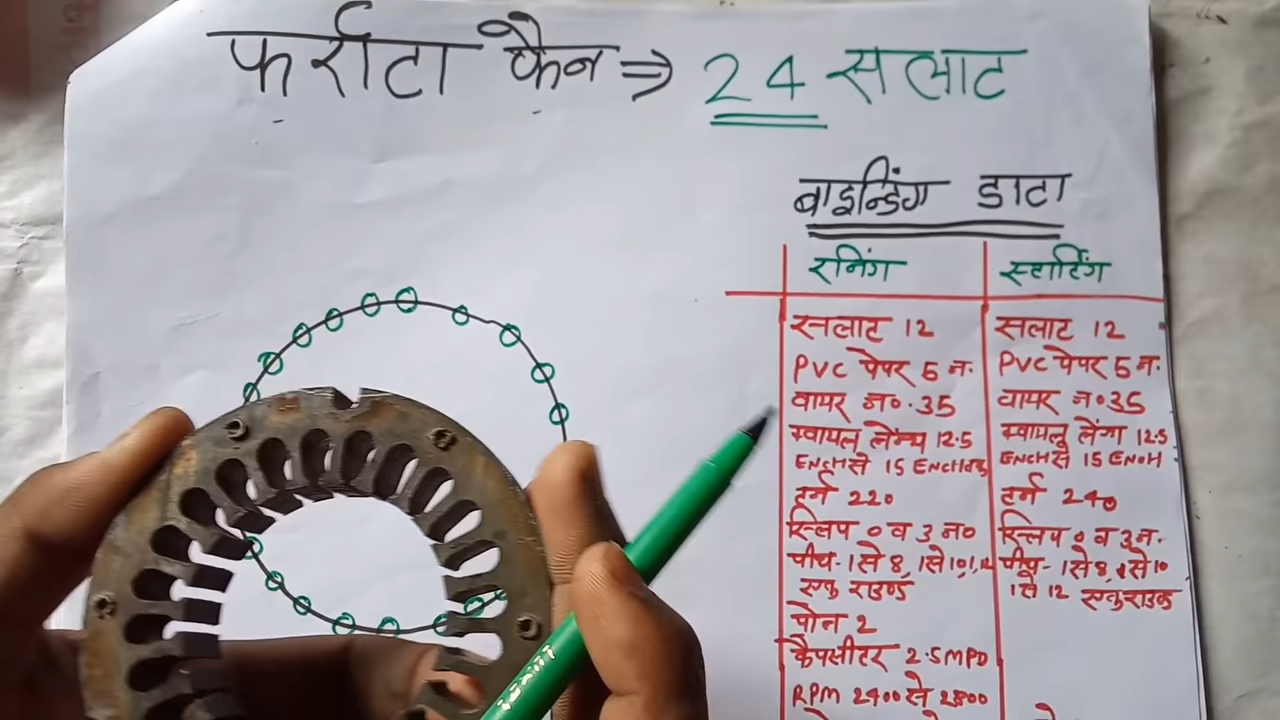 फर्राटा फैन ⇒ 24 सलाट
बाइन्डिंग डाटा
रनिंग
सलाट 12
PVC पेपर 5 न.
वायर न०.35
क्वायल लेंग्थ 12.5
ENCH से 15 ENCH
टर्न 220
स्लिप 0 व 3 न०
पीच-1 से 8, 1 से 10, 1,12
एक राउण्ड
पोल 2
कैपसीटर 2.5 MPD
RPM 2400 से 2800
स्टार्टिंग
सलाट 12
PVC पेपर 5 न.
वायर न० 35
क्वायल लेंगा 12.5
ENCH से 15 ENCH
टर्न 240
स्लिप 0 व 3 न.
पीच-1 से 8, 1 से 10
1 से 12 एक राउन्ड